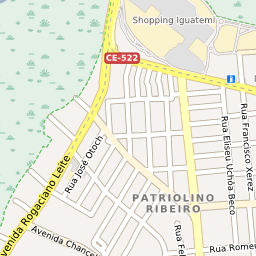 Shopping Iguatemi
CE-522
Rua Francisco Xerez
Rua Eliseu Uchôa Beco
Rua José Otoch
Avenida Rogaciano Leite
PATRIOLINO
RIBEIRO
Avenida Chance
Rua Fe
Rua Rome